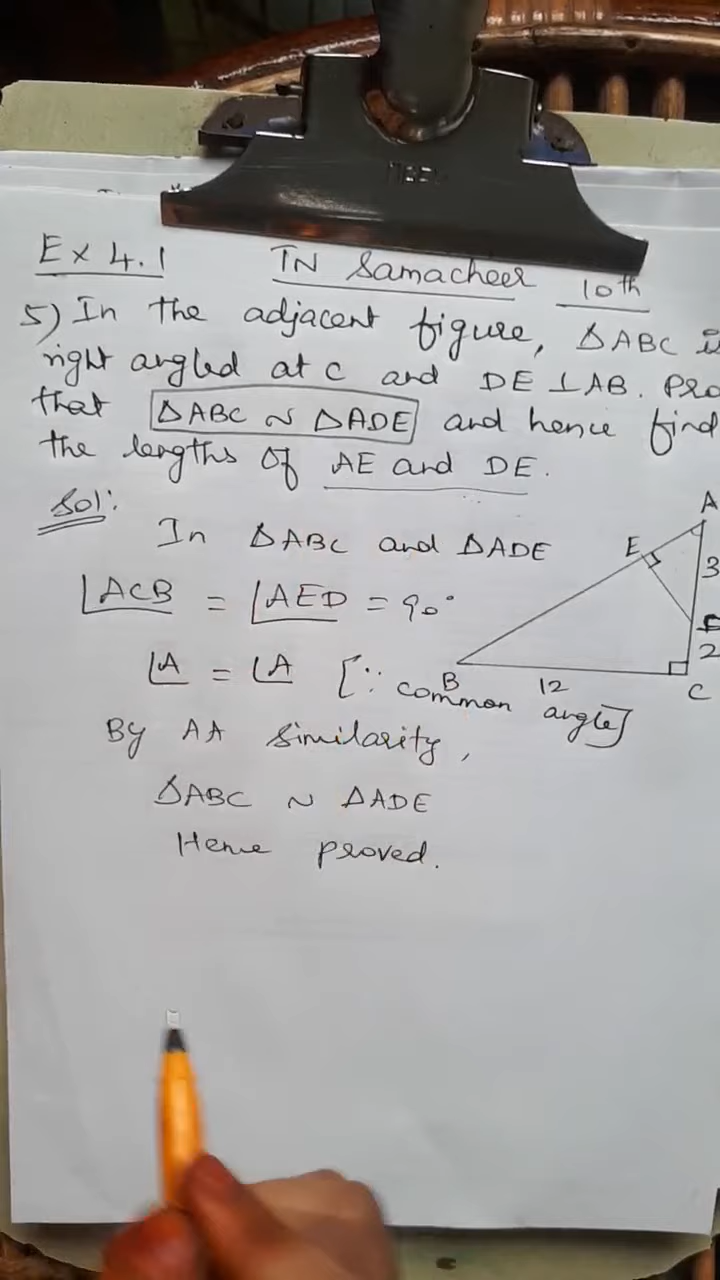 Ex 4.1 TN Samacheer 10th
5) In the adjacent figure, ΔABC is
right angled at C and DE ⊥ AB. Pro
that ΔABC ~ ΔADE and hence find
the lengths of AE and DE.
Sol:
In ΔABC and ΔADE
∠ACB = ∠AED = 90°
∠A = ∠A [∵ common angle]
By AA Similarity,
ΔABC ~ ΔADE
Hence proved.
A
E
3
2
B
12
C